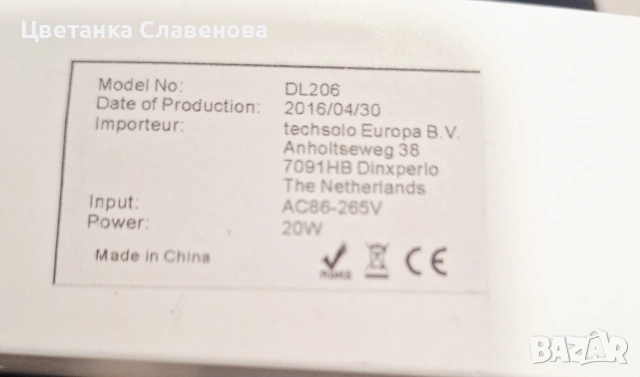 Цветанка Славенова
Model No: DL206
Date of Production: 2016/04/30
Importeur: techsolo Europa B.V.
Anholtseweg 38
7091HB Dinxperlo
The Netherlands
Input: AC86-265V
Power: 20W
Made in China
RoHS
CE
BAZAR